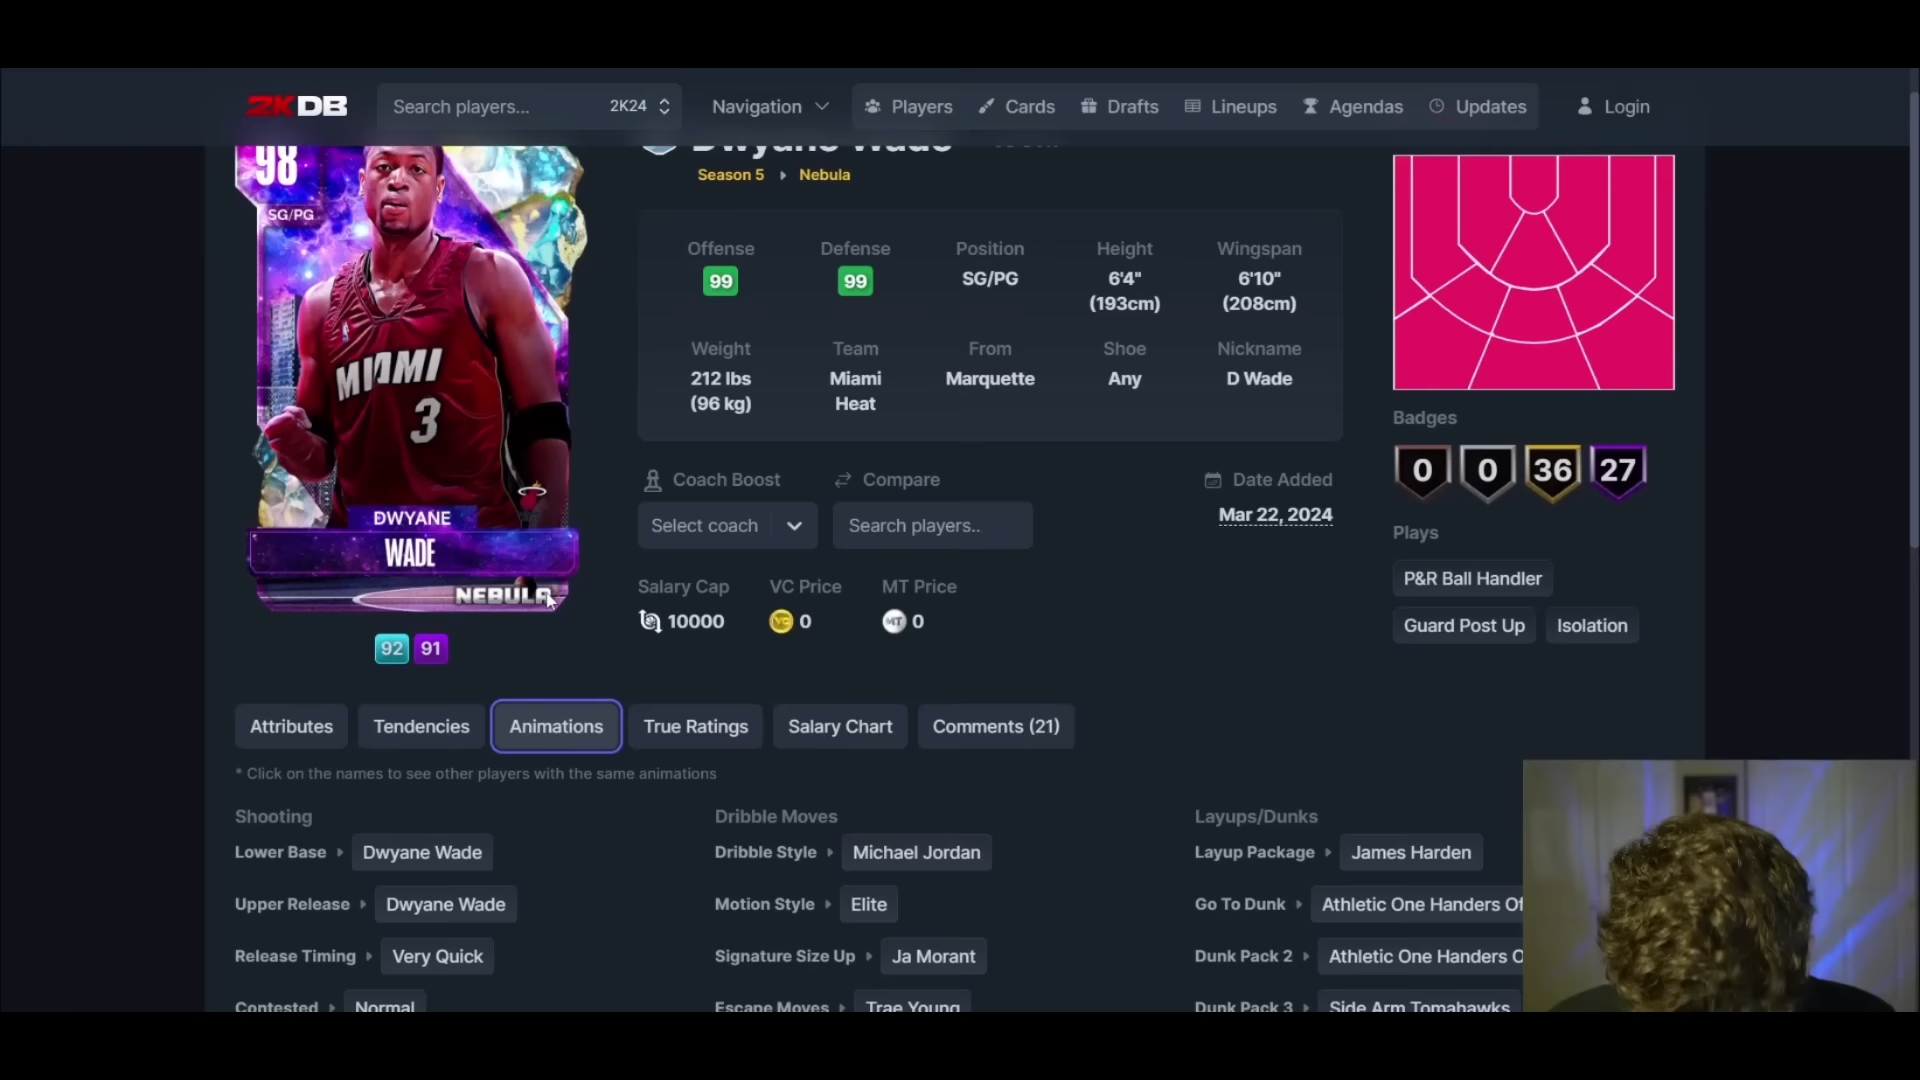 2KDB
Search players...
2K24
Navigation
Players
Cards
Drafts
Lineups
Agendas
Updates
Login
98
SG/PG
MIAMI
3
DWYANE
WADE
NEBULA
92 91
Dwyane Wade
Season 5 Nebula
Offense
99
Defense
99
Position
SG/PG
Height
6'4"
(193cm)
Wingspan
6'10"
(208cm)
Weight
212 lbs
(96 kg)
Team
Miami
Heat
From
Marquette
Shoe
Any
Nickname
D Wade
Coach Boost
Select coach
Compare
Search players..
Date Added
Mar 22, 2024
Salary Cap
10000
VC Price
VC 0
MT Price
MT 0
Badges
0 0 36 27
Plays
P&R Ball Handler
Guard Post Up
Isolation
Attributes
Tendencies
Animations
True Ratings
Salary Chart
Comments (21)
* Click on the names to see other players with the same animations
Shooting
Lower Base Dwyane Wade
Upper Release Dwyane Wade
Release Timing Very Quick
Contested Normal
Dribble Moves
Dribble Style Michael Jordan
Motion Style Elite
Signature Size Up Ja Morant
Escape Moves Trae Young
Layups/Dunks
Layup Package James Harden
Go To Dunk Athletic One Handers Of
Dunk Pack 2 Athletic One Handers O
Dunk Pack 3 Side Arm Tomahawks